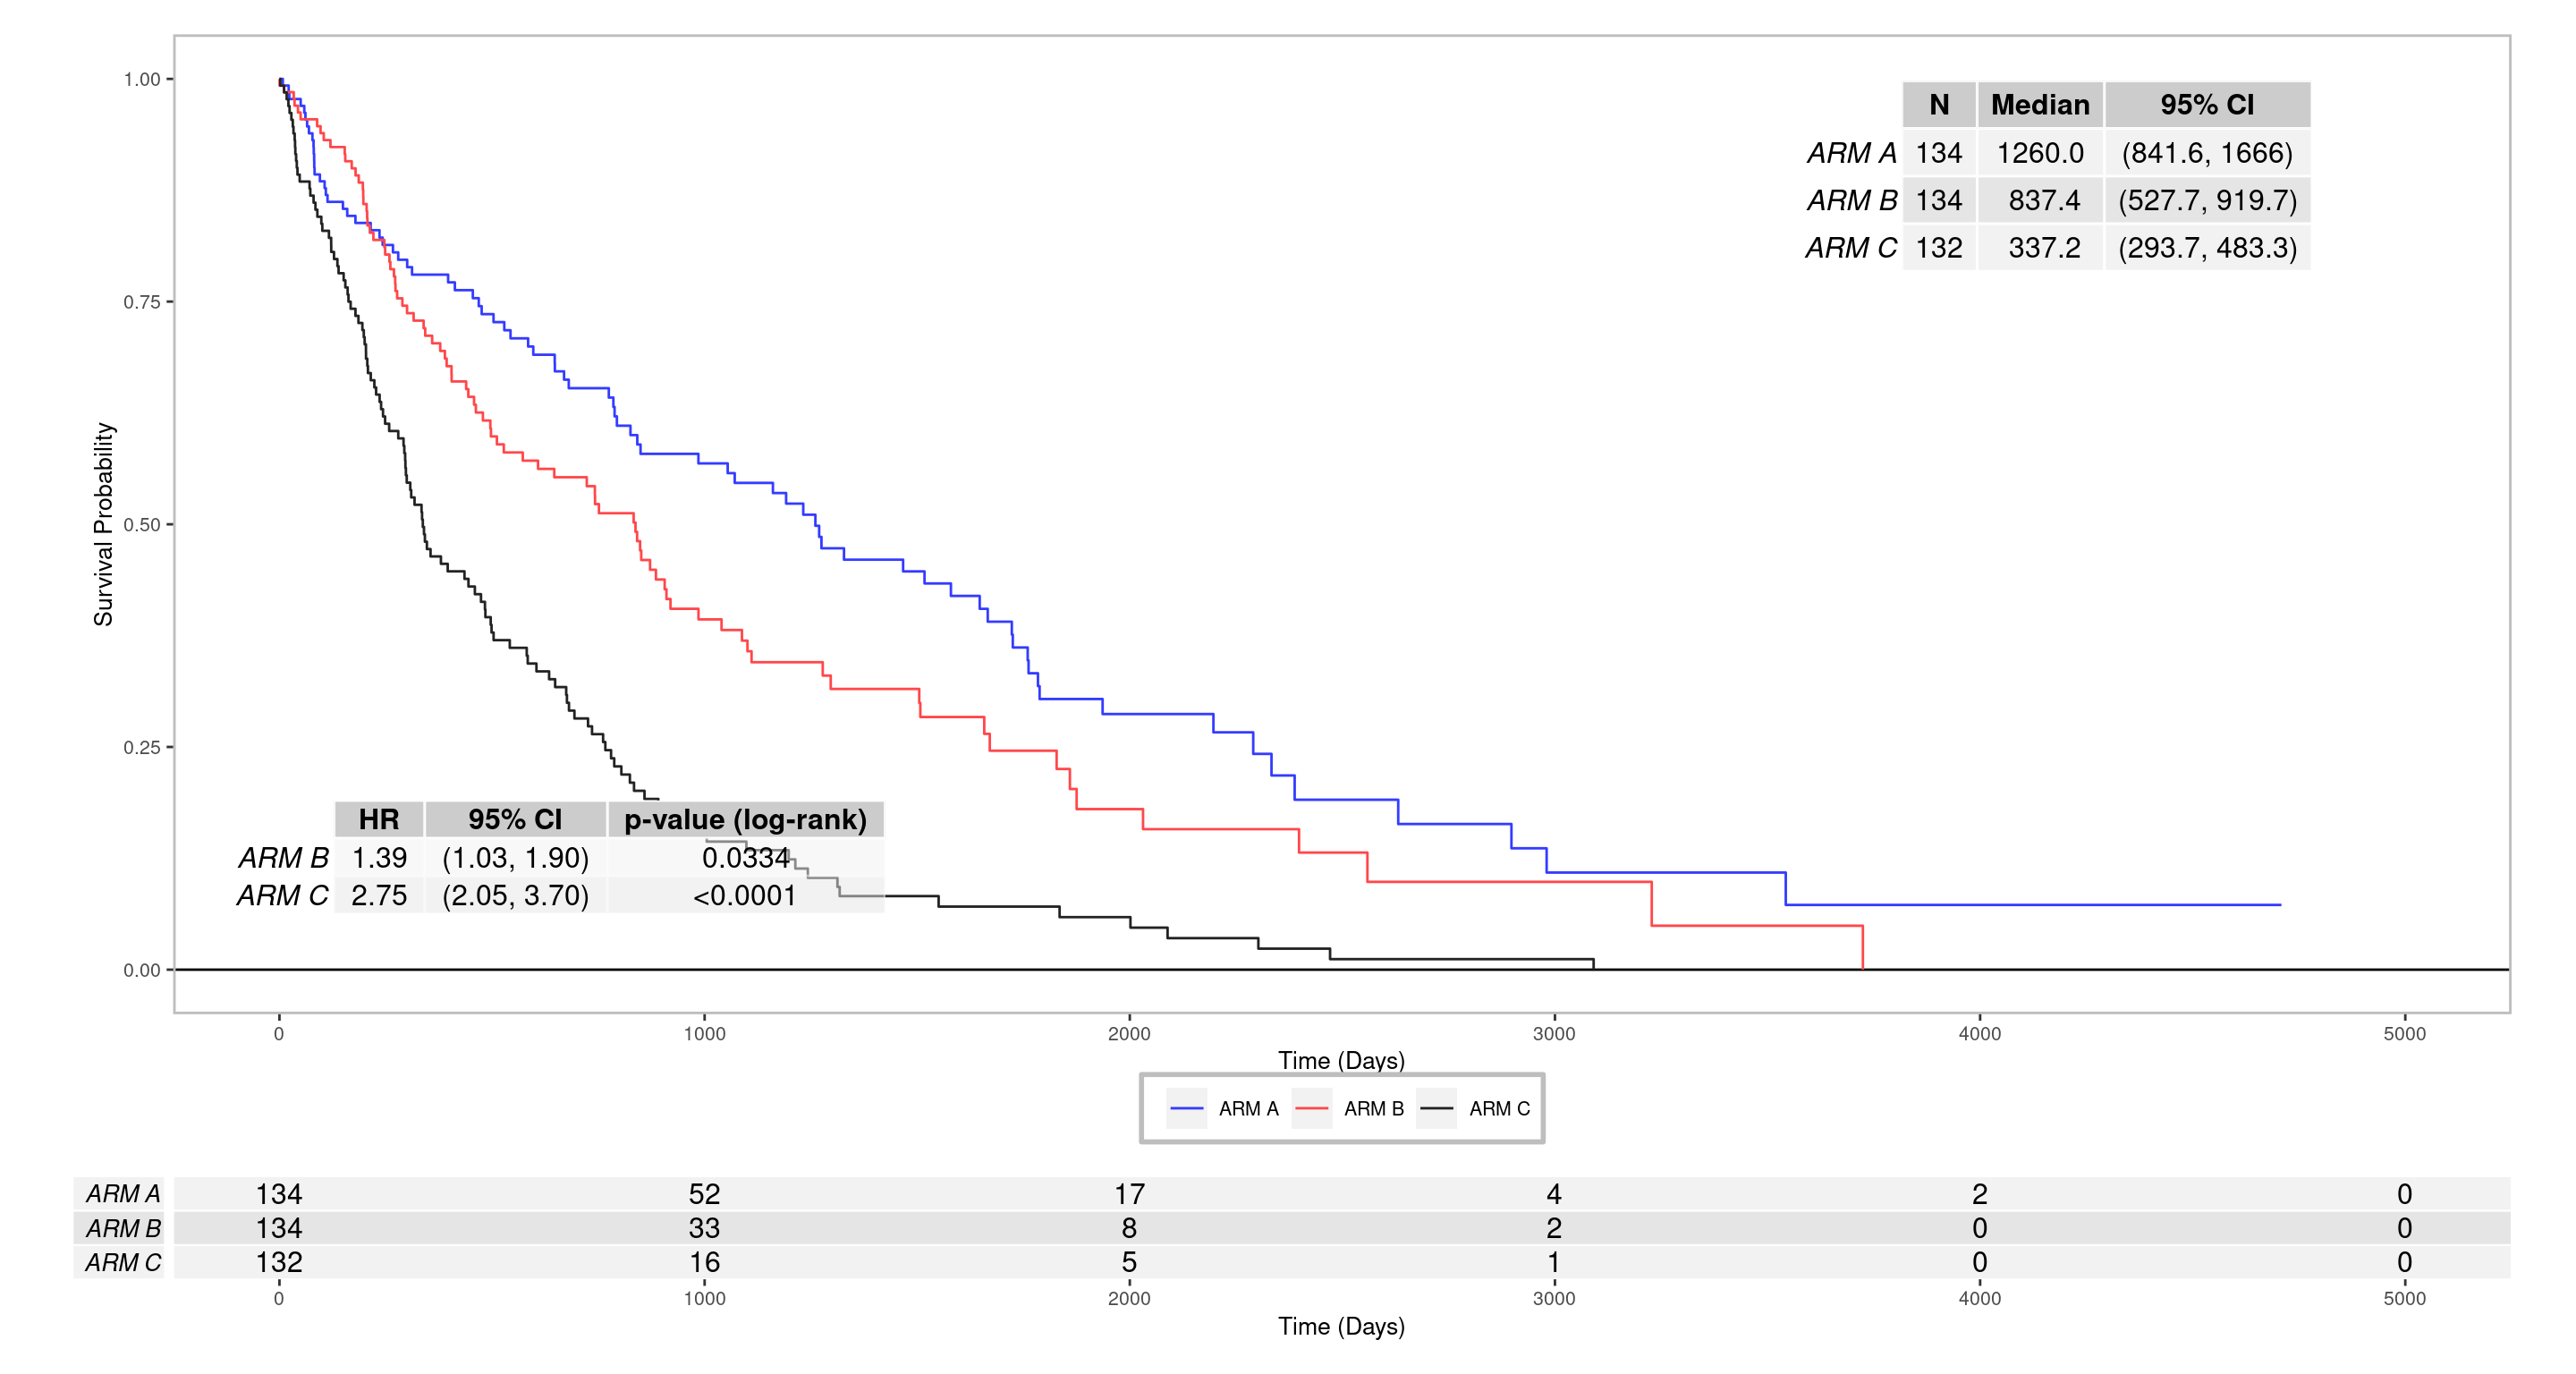 1.00
0.75
0.50
0.25
0.00
Survival Probability
N Median 95% CI
ARM A 134 1260.0 (841.6, 1666)
ARM B 134 837.4 (527.7, 919.7)
ARM C 132 337.2 (293.7, 483.3)
HR 95% CI p-value (log-rank)
ARM B 1.39 (1.03, 1.90) 0.0334
ARM C 2.75 (2.05, 3.70) <0.0001
0 1000 2000 3000 4000 5000
Time (Days)
ARM A ARM B ARM C
ARM A 134 52 17 4 2 0
ARM B 134 33 8 2 0 0
ARM C 132 16 5 1 0 0
0 1000 2000 3000 4000 5000
Time (Days)